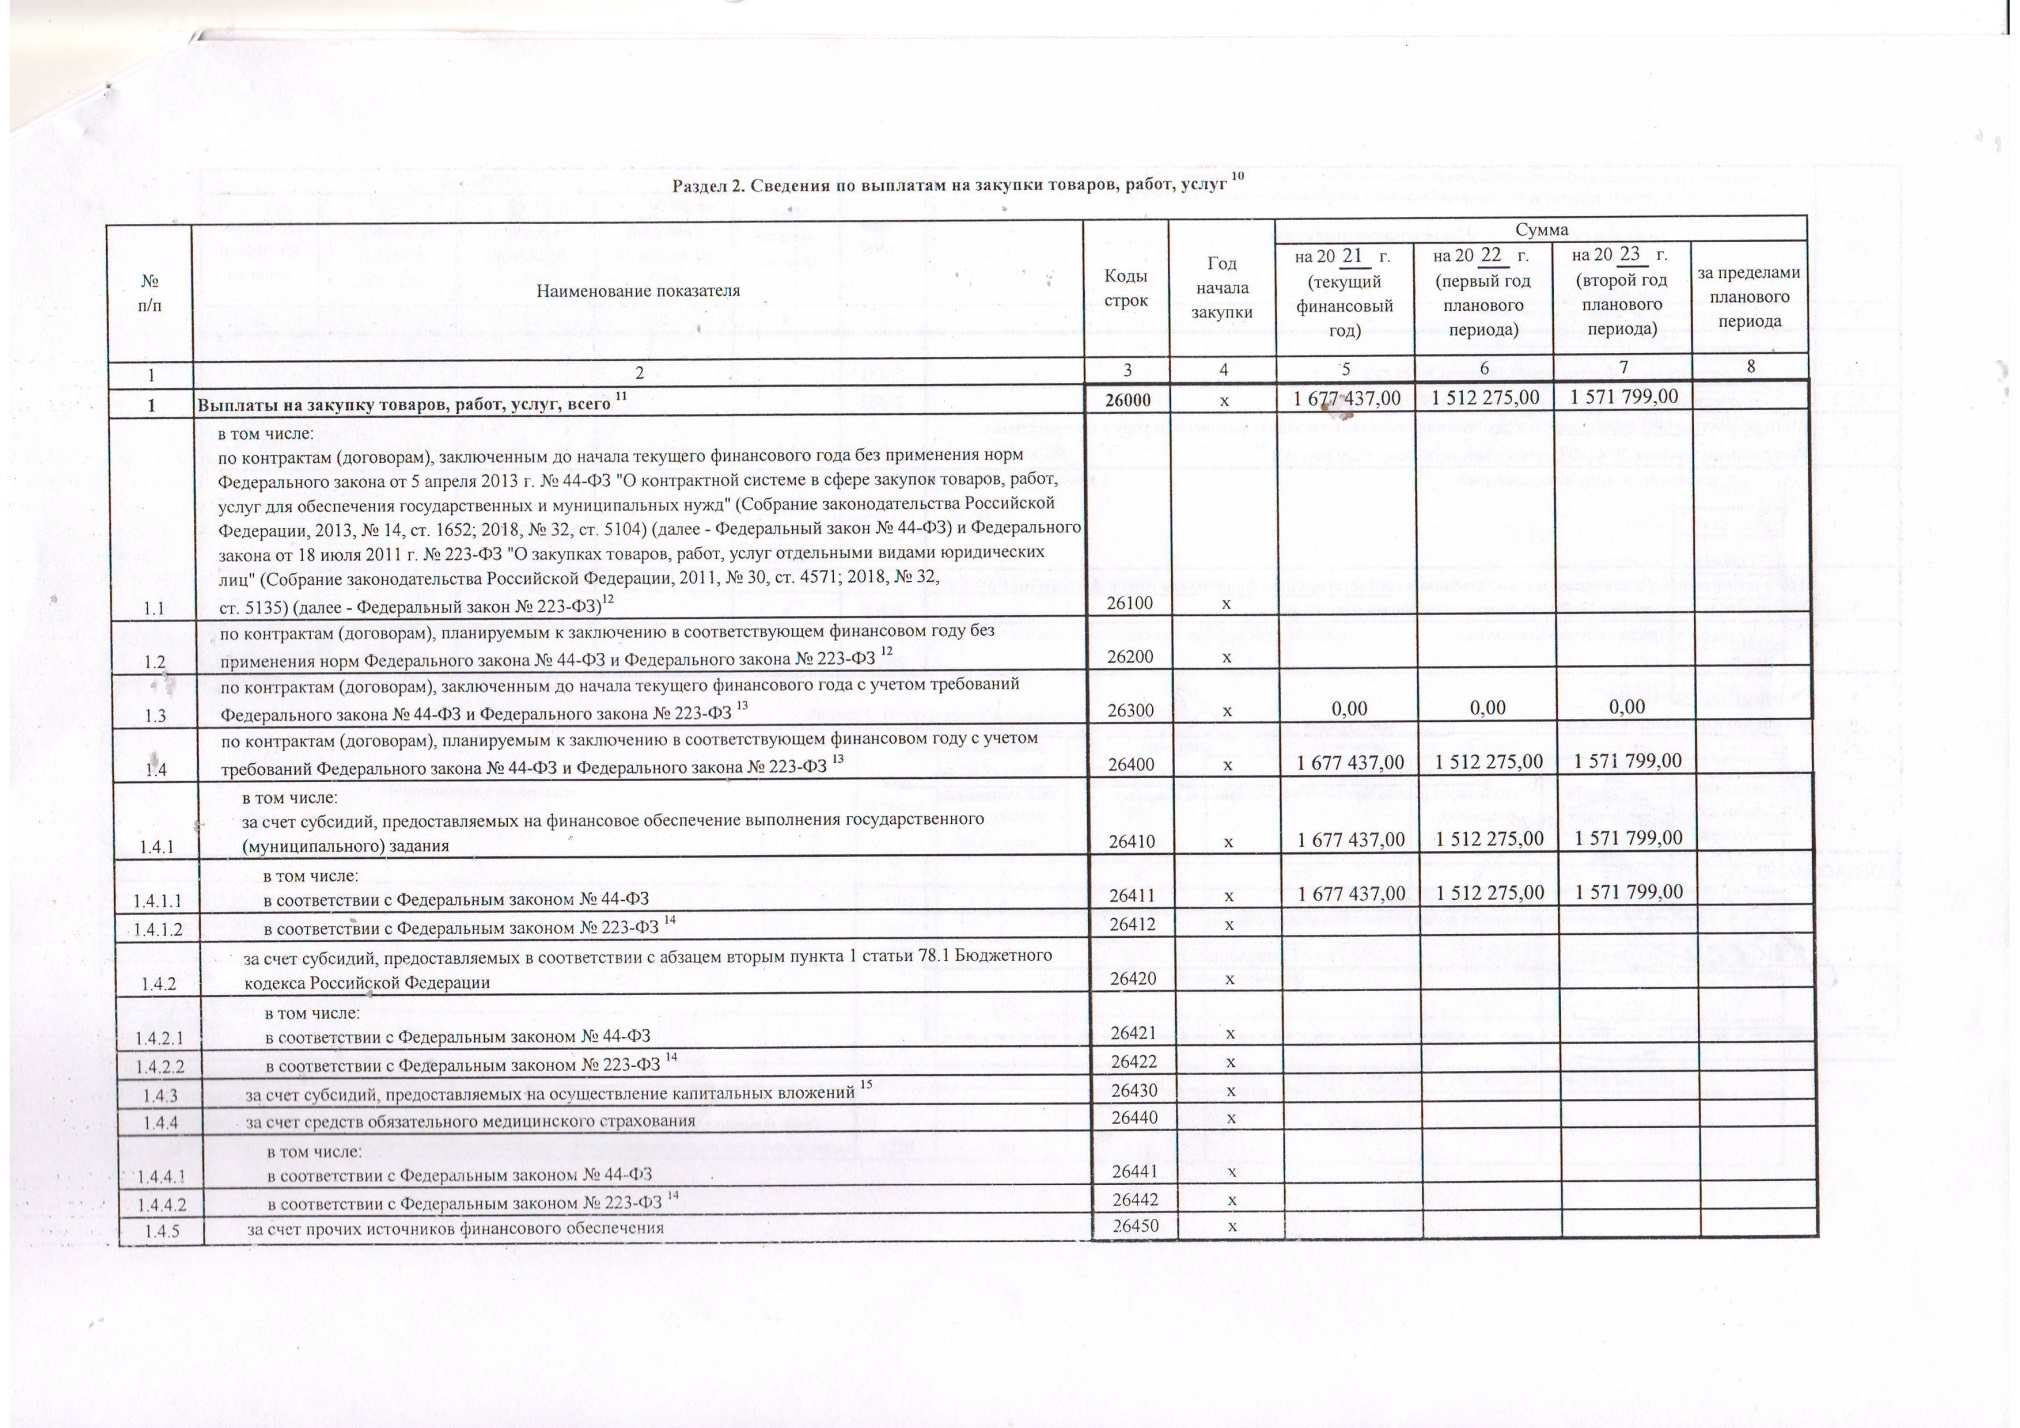 Раздел 2. Сведения по выплатам на закупки товаров, работ, услуг 10
№ п/п
Наименование показателя
Коды строк
Год начала закупки
Сумма
на 20 21 г. (текущий финансовый год)
на 20 22 г. (первый год планового периода)
на 20 23 г. (второй год планового периода)
за пределами планового периода
1 2 3 4 5 6 7 8
1 Выплаты на закупку товаров, работ, услуг, всего 11 26000 х 1 677 437,00 1 512 275,00 1 571 799,00
в том числе:
по контрактам (договорам), заключенным до начала текущего финансового года без применения норм
Федерального закона от 5 апреля 2013 г. № 44-ФЗ "О контрактной системе в сфере закупок товаров, работ,
услуг для обеспечения государственных и муниципальных нужд" (Собрание законодательства Российской
Федерации, 2013, № 14, ст. 1652; 2018, № 32, ст. 5104) (далее - Федеральный закон № 44-ФЗ) и Федерального
закона от 18 июля 2011 г. № 223-ФЗ "О закупках товаров, работ, услуг отдельными видами юридических
лиц" (Собрание законодательства Российской Федерации, 2011, № 30, ст. 4571; 2018, № 32,
1.1 ст. 5135) (далее - Федеральный закон № 223-ФЗ)12 26100 х
по контрактам (договорам), планируемым к заключению в соответствующем финансовом году без
1.2 применения норм Федерального закона № 44-ФЗ и Федерального закона № 223-ФЗ 12 26200 х
по контрактам (договорам), заключенным до начала текущего финансового года с учетом требований
1.3 Федерального закона № 44-ФЗ и Федерального закона № 223-ФЗ 13 26300 х 0,00 0,00 0,00
по контрактам (договорам), планируемым к заключению в соответствующем финансовом году с учетом
1.4 требований Федерального закона № 44-ФЗ и Федерального закона № 223-ФЗ 13 26400 х 1 677 437,00 1 512 275,00 1 571 799,00
в том числе:
за счет субсидий, предоставляемых на финансовое обеспечение выполнения государственного
1.4.1 (муниципального) задания 26410 х 1 677 437,00 1 512 275,00 1 571 799,00
в том числе:
1.4.1.1 в соответствии с Федеральным законом № 44-ФЗ 26411 х 1 677 437,00 1 512 275,00 1 571 799,00
1.4.1.2 в соответствии с Федеральным законом № 223-ФЗ 14 26412 х
за счет субсидий, предоставляемых в соответствии с абзацем вторым пункта 1 статьи 78.1 Бюджетного
1.4.2 кодекса Российской Федерации 26420 х
в том числе:
1.4.2.1 в соответствии с Федеральным законом № 44-ФЗ 26421 х
1.4.2.2 в соответствии с Федеральным законом № 223-ФЗ 14 26422 х
1.4.3 за счет субсидий, предоставляемых на осуществление капитальных вложений 15 26430 х
1.4.4 за счет средств обязательного медицинского страхования 26440 х
в том числе:
1.4.4.1 в соответствии с Федеральным законом № 44-ФЗ 26441 х
1.4.4.2 в соответствии с Федеральным законом № 223-ФЗ 14 26442 х
1.4.5 за счет прочих источников финансового обеспечения 26450 х